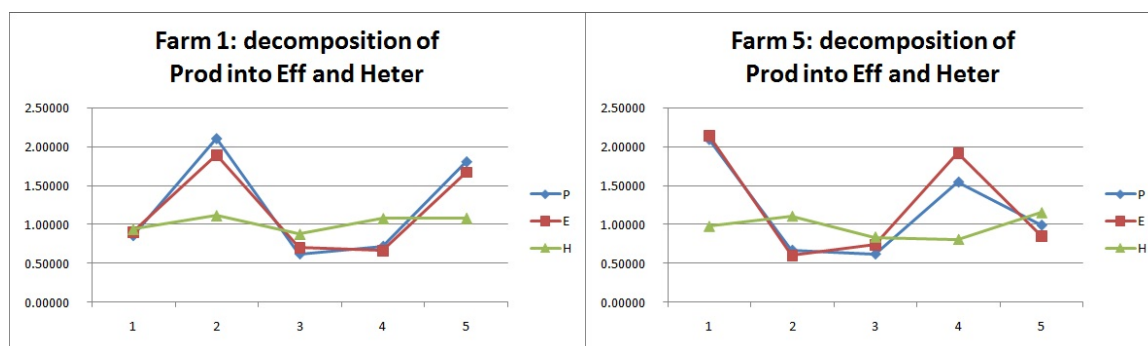 Farm 1: decomposition of
Prod into Eff and Heter
2.50000
2.00000
1.50000
1.00000
0.50000
0.00000
1 2 3 4 5
P
E
H
Farm 5: decomposition of
Prod into Eff and Heter
2.50000
2.00000
1.50000
1.00000
0.50000
0.00000
1 2 3 4 5
P
E
H